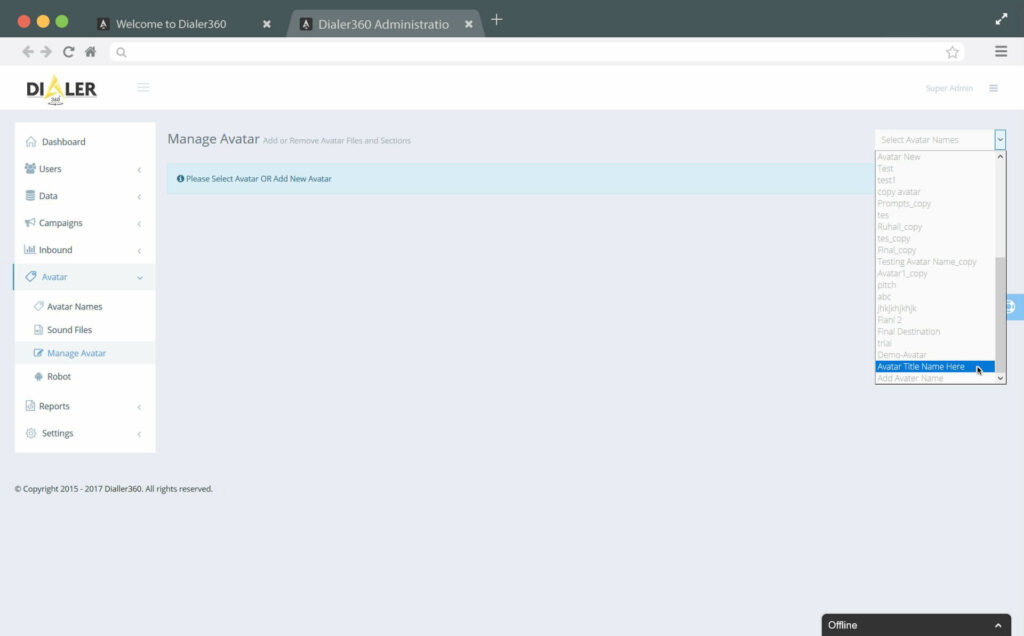 Welcome to Dialer360
Dialer360 Administratio
DIALER
360
Super Admin
Dashboard
Users
Data
Campaigns
Inbound
Avatar
Avatar Names
Sound Files
Manage Avatar
Robot
Reports
Settings
Manage Avatar Add or Remove Avatar Files and Sections
Please Select Avatar OR Add New Avatar
Select Avatar Names
Avatar New
Test
test1
copy avatar
Prompts_copy
tes
Ruhail_copy
tes_copy
Final_copy
Testing Avatar Name_copy
Avatar1_copy
pitch
abc
jhkjkhjkhjk
Plani 2
Final Destination
trial
Demo-Avatar
Avatar Title Name Here
Add Avater Name
© Copyright 2015 - 2017 Dialler360. All rights reserved.
Offline